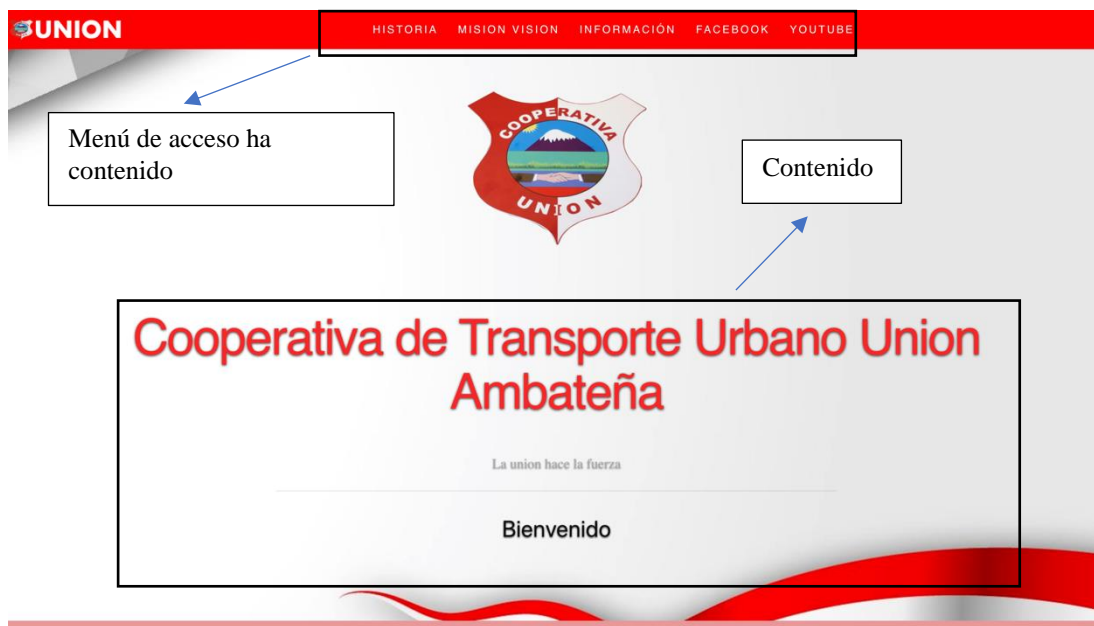 UNION
HISTORIA MISION VISION INFORMACIÓN FACEBOOK YOUTUBE
Menú de acceso ha
contenido
COOPERATIVA
UNION
Contenido
Cooperativa de Transporte Urbano Union
Ambateña
La union hace la fuerza
Bienvenido